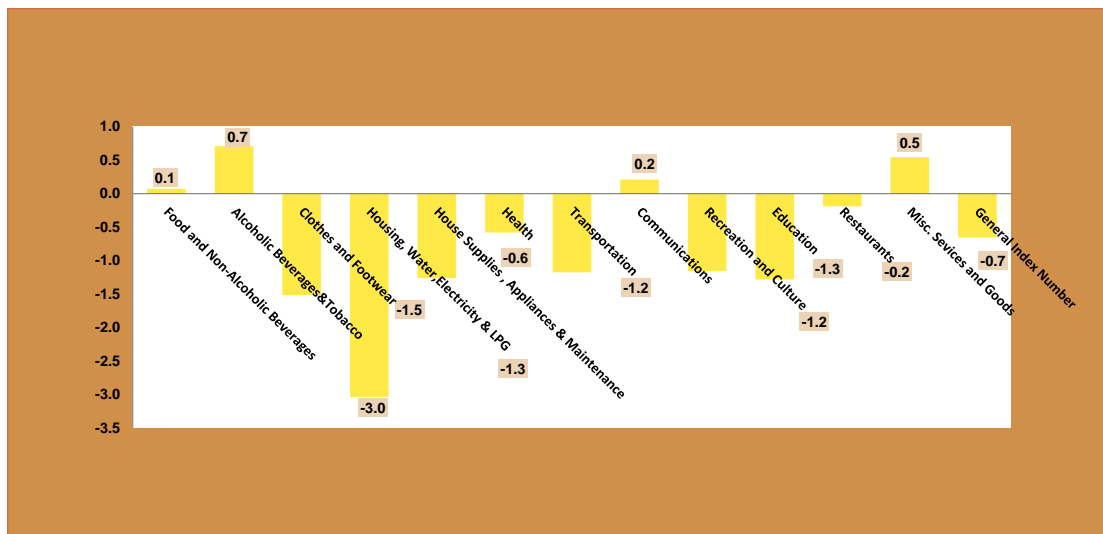 1.0
0.5
0.0
-0.5
-1.0
-1.5
-2.0
-2.5
-3.0
-3.5
0.1
0.7
-1.5
-3.0
-1.3
-0.6
-1.2
0.2
-1.2
-1.3
-0.2
0.5
-0.7
Food and Non-Alcoholic Beverages
Alcoholic Beverages&Tobacco
Clothes and Footwear
Housing, Water,Electricity & LPG
House Supplies , Appliances & Maintenance
Health
Transportation
Communications
Recreation and Culture
Education
Restaurants
Misc. Sevices and Goods
General Index Number